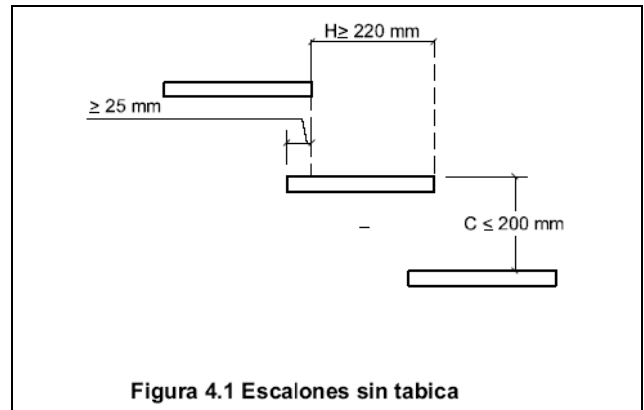 H≥ 220 mm
≥ 25 mm
C ≤ 200 mm
Figura 4.1 Escalones sin tabica